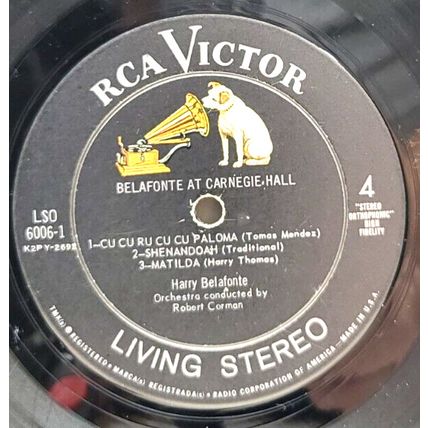 RCA VICTOR
BELAFONTE AT CARNEGIE HALL
LSO
6006-1
K2PY-2692
4
"STEREO
ORTHOPHONIC"
HIGH
FIDELITY
1—CU CU RU CU CU PALOMA (Tomas Mendez)
2—SHENANDOAH (Traditional)
3—MATILDA (Harry Thomas)
Harry Belafonte
Orchestra conducted by
Robert Corman
LIVING STEREO
TMK(s) ® REGISTERED • MARCA(s) REGISTRADA(s) • RADIO CORPORATION OF AMERICA—MADE IN U.S.A.